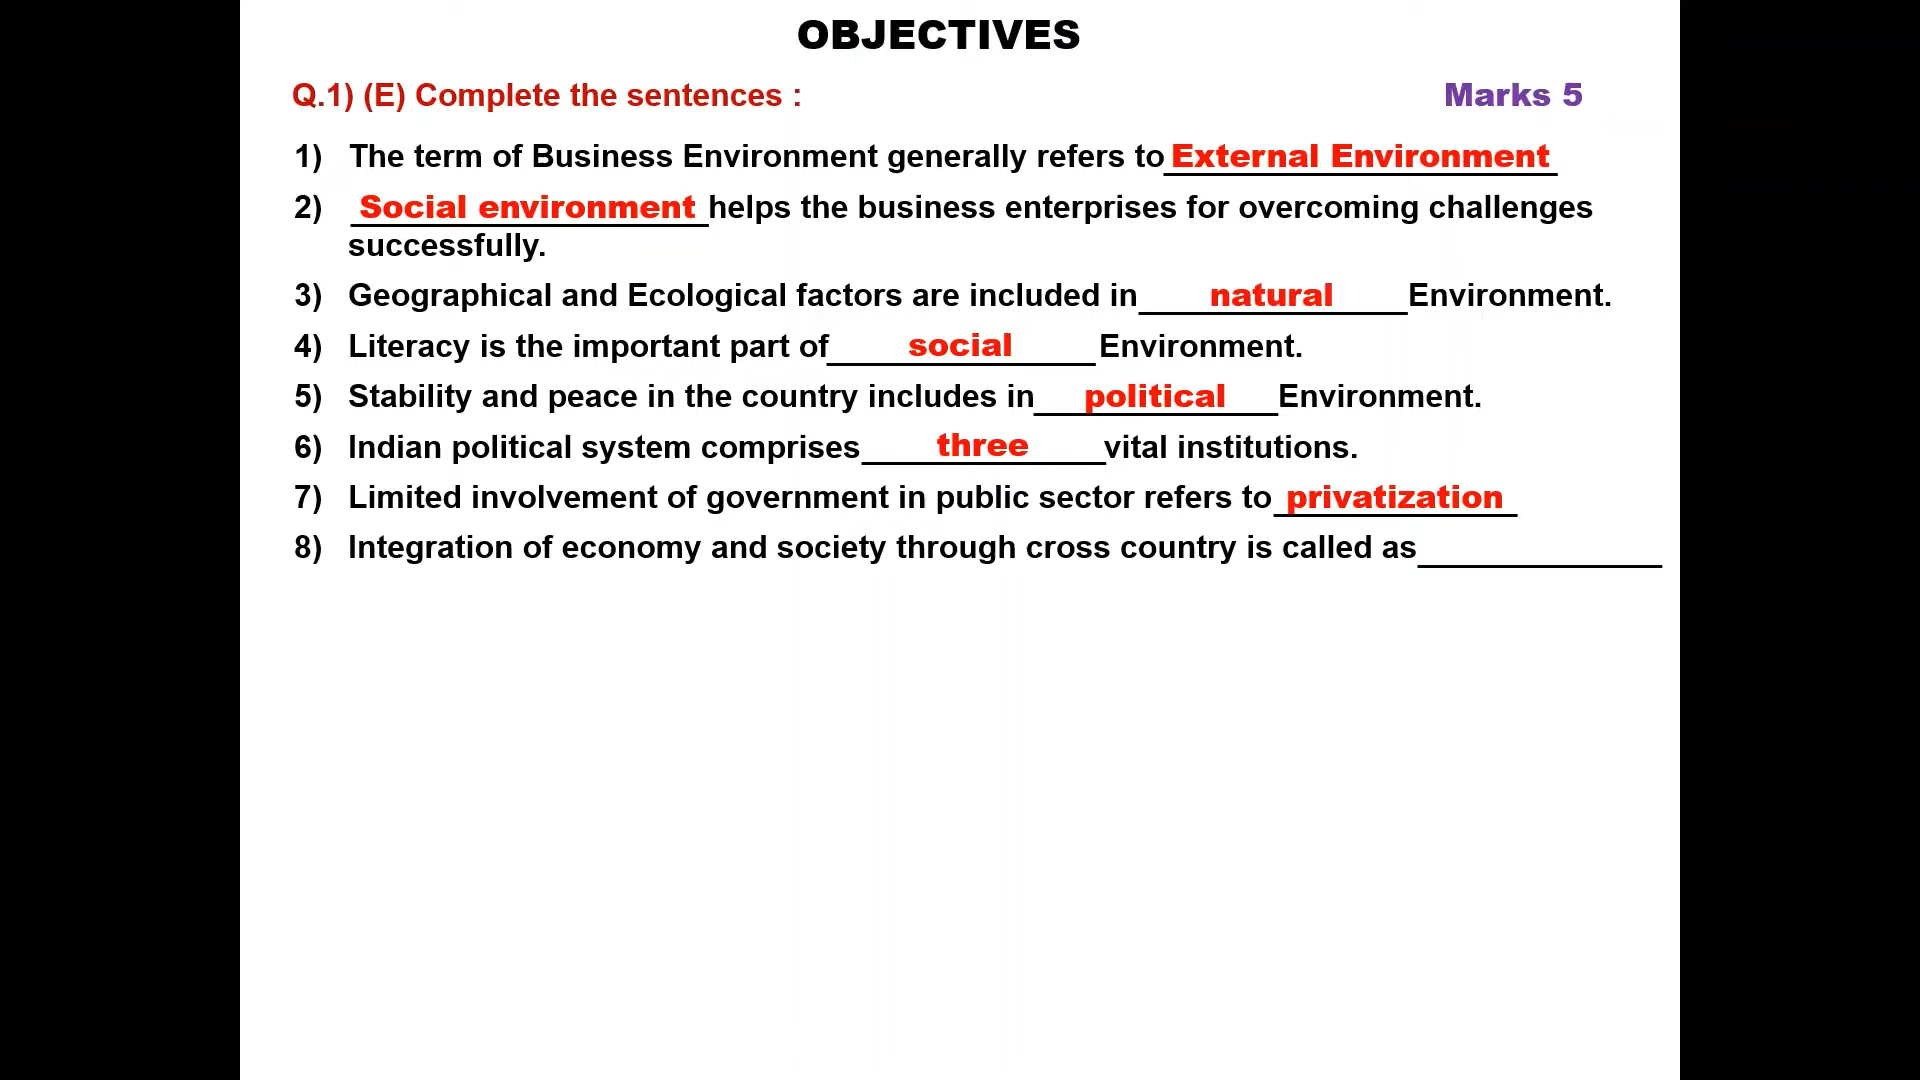 OBJECTIVES
Q.1) (E) Complete the sentences : Marks 5
1) The term of Business Environment generally refers to External Environment
2) Social environment helps the business enterprises for overcoming challenges
successfully.
3) Geographical and Ecological factors are included in natural Environment.
4) Literacy is the important part of social Environment.
5) Stability and peace in the country includes in political Environment.
6) Indian political system comprises three vital institutions.
7) Limited involvement of government in public sector refers to privatization
8) Integration of economy and society through cross country is called as______________